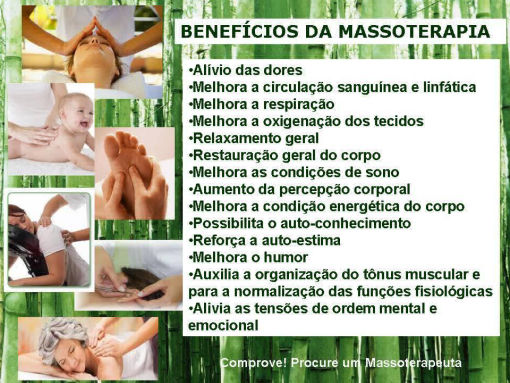 BENEFÍCIOS DA MASSOTERAPIA
•Alívio das dores
•Melhora a circulação sanguínea e linfática
•Melhora a respiração
•Melhora a oxigenação dos tecidos
•Relaxamento geral
•Restauração geral do corpo
•Melhora as condições de sono
•Aumento da percepção corporal
•Melhora a condição energética do corpo
•Possibilita o auto-conhecimento
•Reforça a auto-estima
•Melhora o humor
•Auxilia a organização do tônus muscular e
para a normalização das funções fisiológicas
•Alivia as tensões de ordem mental e
emocional
Comprove! Procure um Massoterapeuta